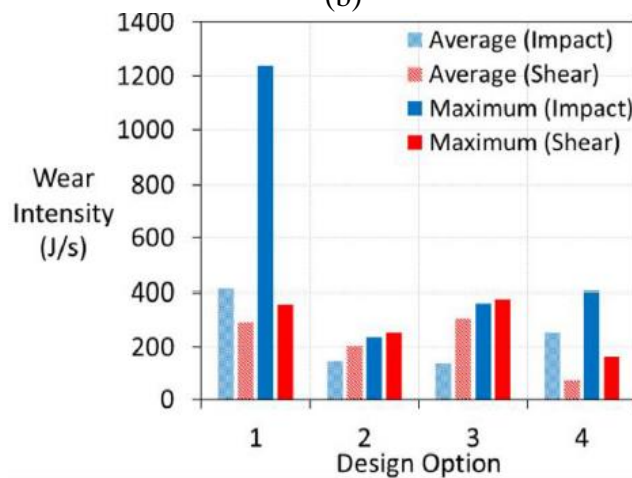 (b)
1400
1200
1000
800
600
400
200
0
Wear
Intensity
(J/s)
Average (Impact)
Average (Shear)
Maximum (Impact)
Maximum (Shear)
1 2 3 4
Design Option